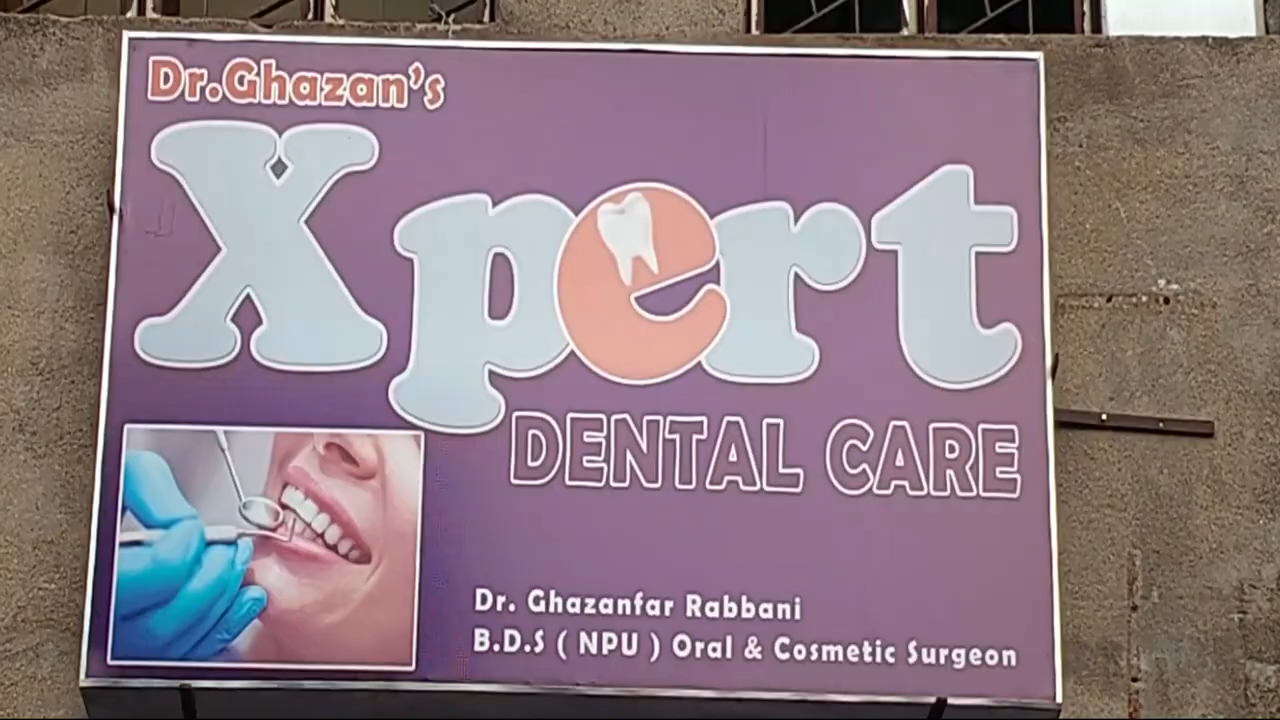 Dr.Ghazan's
Xpert
DENTAL CARE
Dr. Ghazanfar Rabbani
B.D.S ( NPU ) Oral & Cosmetic Surgeon